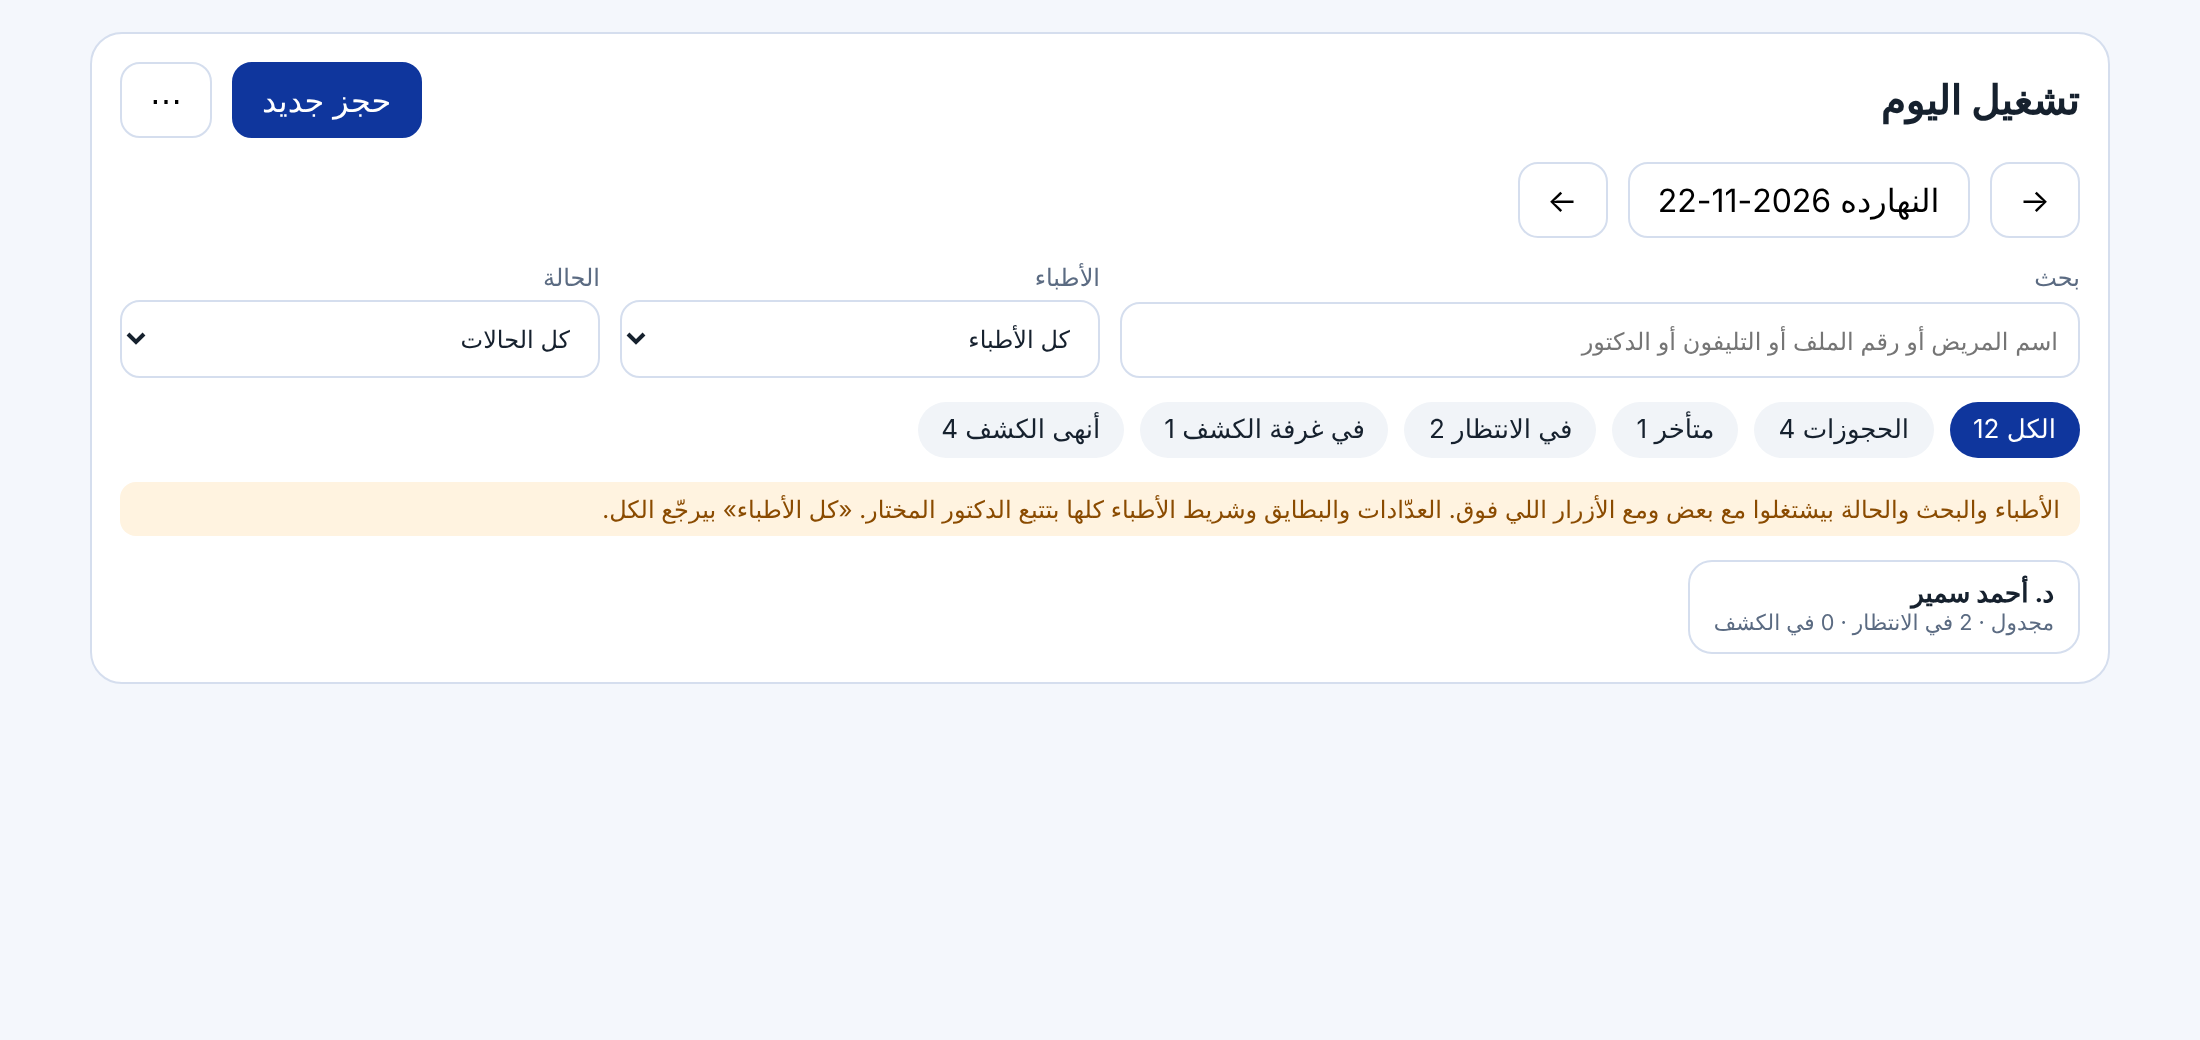 تشغيل اليوم
حجز جديد
⋯
→
النهارده 2026-11-22
←
بحث
الأطباء
الحالة
اسم المريض أو رقم الملف أو التليفون أو الدكتور
كل الأطباء
كل الحالات
الكل 12
الحجوزات 4
متأخر 1
في الانتظار 2
في غرفة الكشف 1
أنهى الكشف 4
الأطباء والبحث والحالة بيشتغلوا مع بعض ومع الأزرار اللي فوق. العدّادات والبطايق وشريط الأطباء كلها بتتبع الدكتور المختار. «كل الأطباء» بيرجّع الكل.
د. أحمد سمير
مجدول · 2 في الانتظار · 0 في الكشف